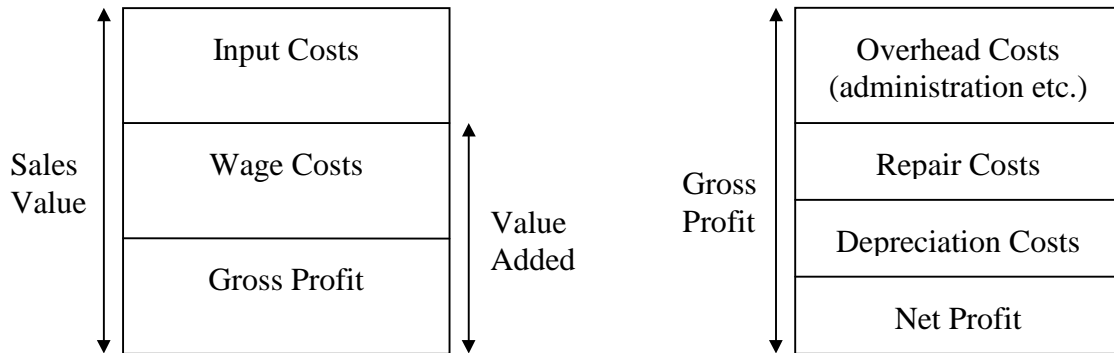 Input Costs
Sales
Value
Wage Costs
Value
Added
Gross Profit
Gross
Profit
Overhead Costs
(administration etc.)
Repair Costs
Depreciation Costs
Net Profit